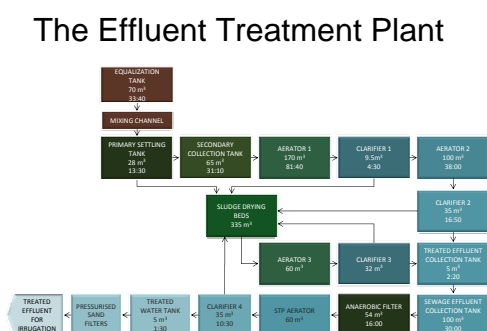 The Effluent Treatment Plant
EQUALIZATION
TANK
70 m³
33:40
MIXING CHANNEL
PRIMARY SETTLING
TANK
28 m³
13:30
SECONDARY
COLLECTION TANK
65 m³
31:10
AERATOR 1
170 m³
81:40
CLARIFIER 1
9.5m³
4:30
AERATOR 2
100 m³
38:00
SLUDGE DRYING
BEDS
335 m³
CLARIFIER 2
35 m³
16:50
AERATOR 3
60 m³
CLARIFIER 3
32 m³
TREATED EFFLUENT
COLLECTION TANK
5 m³
2:20
TREATED
EFFLUENT
FOR
IRRUGATION
PRESSURISED
SAND
FILTERS
TREATED
WATER TANK
5 m³
1:30
CLARIFIER 4
35 m³
10:30
STP AERATOR
60 m³
ANAEROBIC FILTER
54 m³
16:00
SEWAGE EFFLUENT
COLLECTION TANK
100 m³
30:00